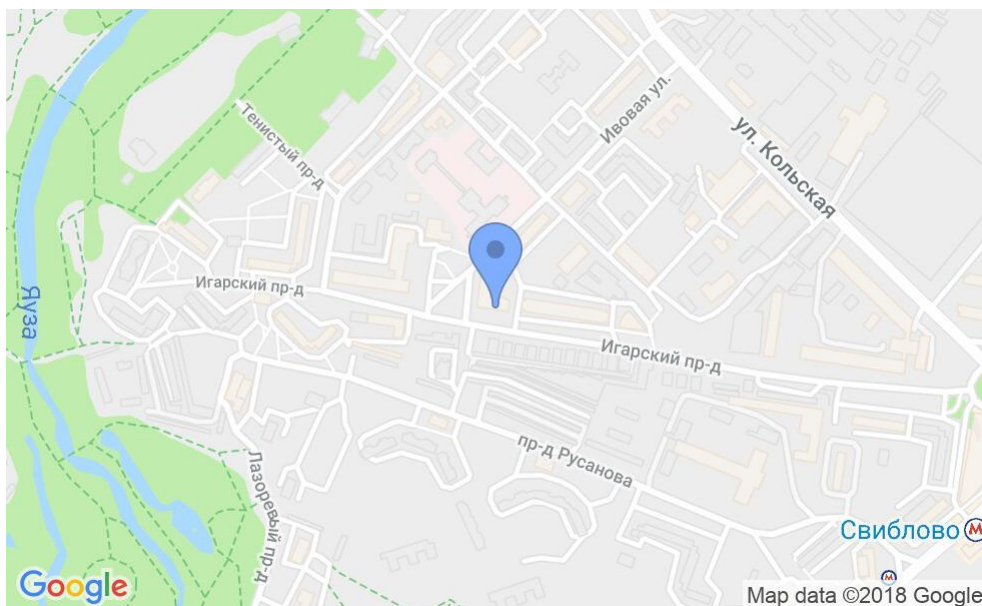 Тенистый пр-д
Ивовая ул.
ул. Кольская
Игарский пр-д
Яуза
Игарский пр-д
пр-д Русанова
Лазоревый пр-д
Свиблово М
М
Google
Map data ©2018 Google